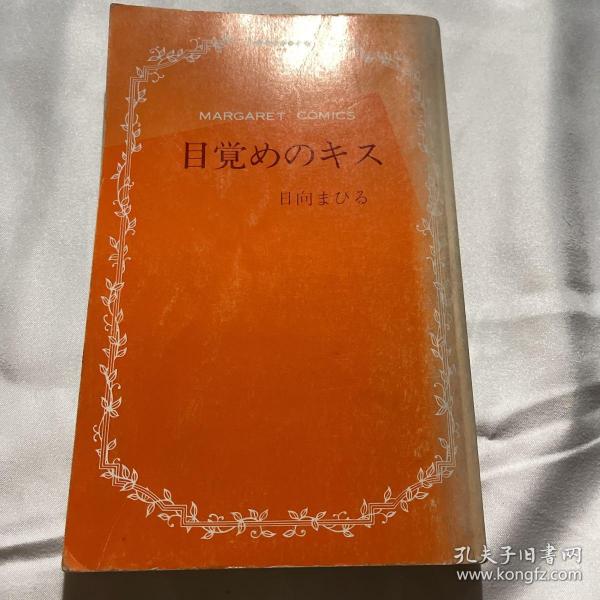 MARGARET COMICS
目覚めのキス
日向まひる
孔夫子旧书网
www.kongfz.com